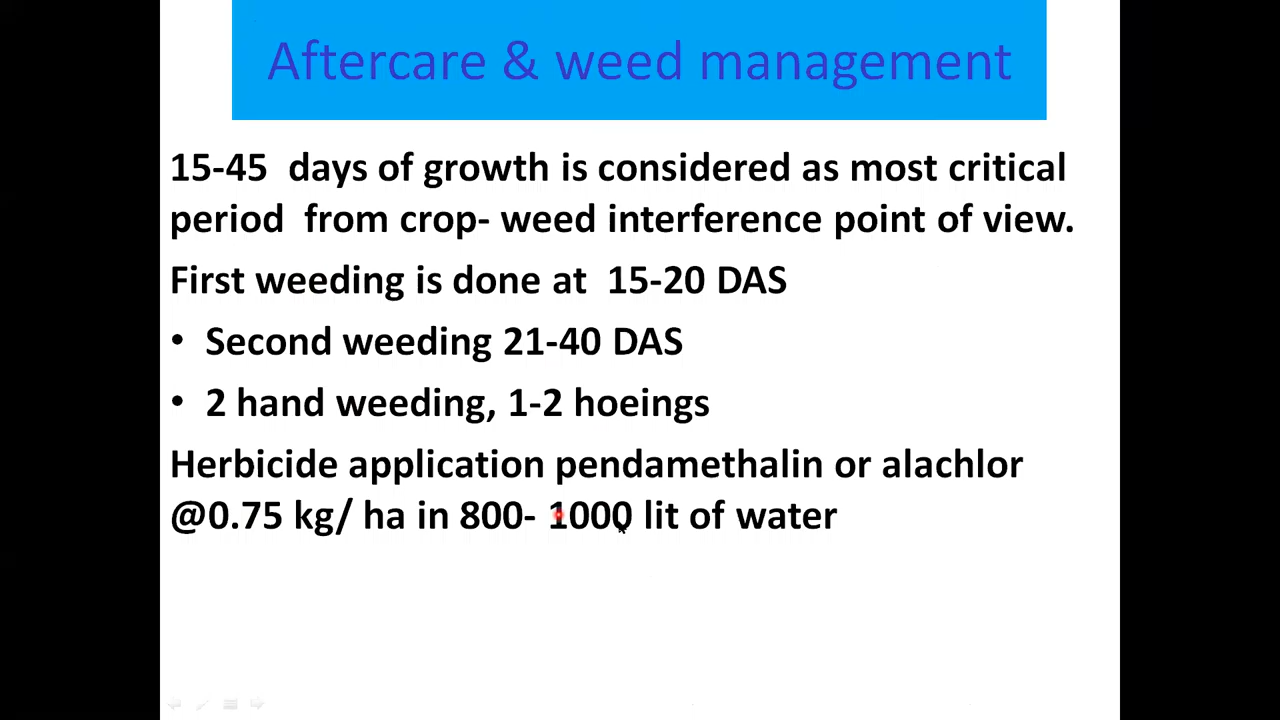 Aftercare & weed management
15-45 days of growth is considered as most critical
period from crop- weed interference point of view.
First weeding is done at 15-20 DAS
• Second weeding 21-40 DAS
• 2 hand weeding, 1-2 hoeings
Herbicide application pendamethalin or alachlor
@0.75 kg/ ha in 800- 1000 lit of water